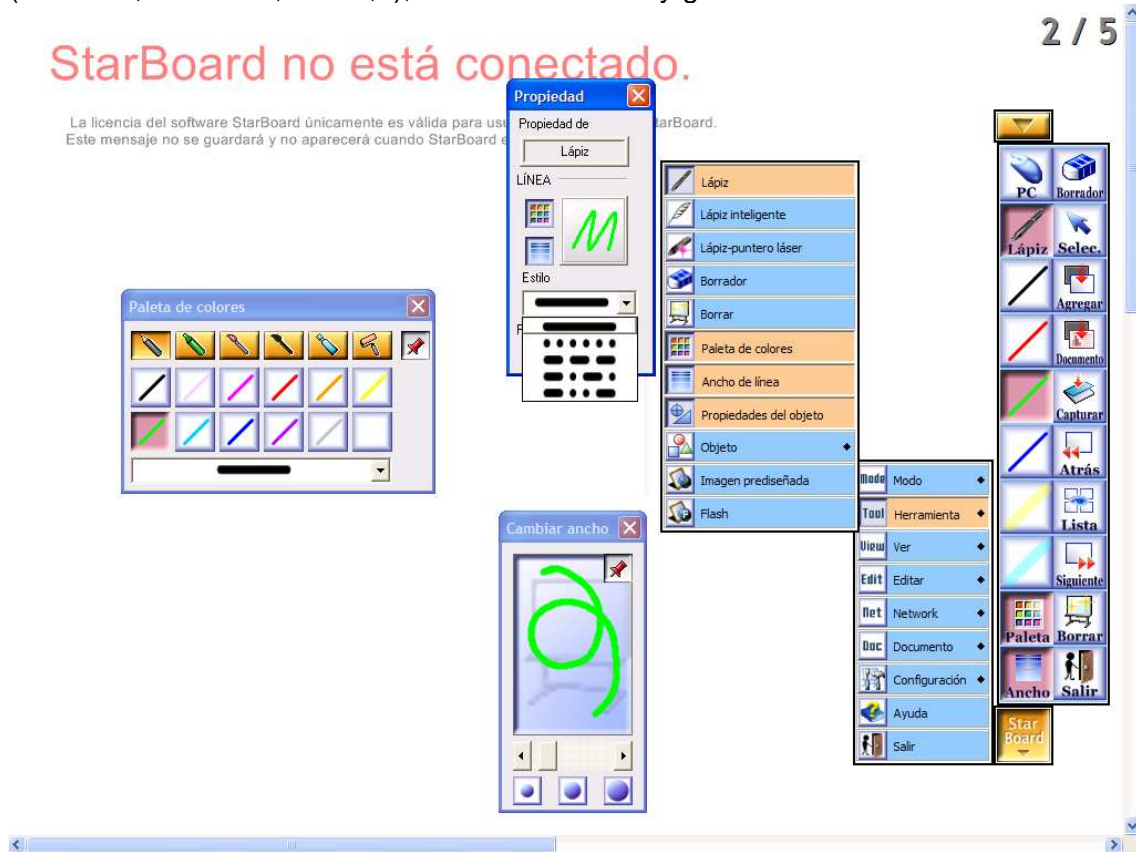 2 / 5
StarBoard no está conectado.
La licencia del software StarBoard únicamente es válida para us
tarBoard.
Este mensaje no se guardará y no aparecerá cuando StarBoard e
Propiedad
Propiedad de
Lápiz
LÍNEA
Estilo
Paleta de colores
Cambiar ancho
Lápiz
Lápiz inteligente
Lápiz-puntero láser
Borrador
Borrar
Paleta de colores
Ancho de línea
Propiedades del objeto
Objeto
Imagen prediseñada
Flash
Mode Modo
Tool Herramienta
View Ver
Edit Editar
Net Network
Doc Documento
Configuración
Ayuda
Salir
PC Borrador
Lápiz Selec.
Agregar
Documento
Capturar
Atrás
Lista
Siguiente
Paleta Borrar
Ancho Salir
Star
Board